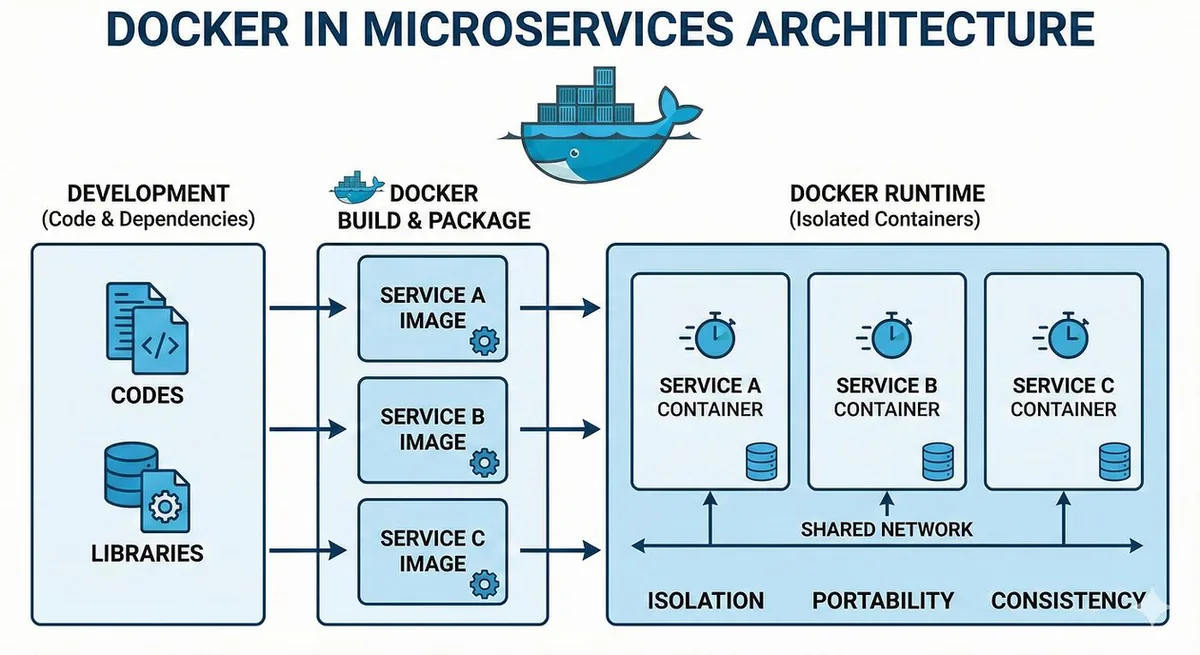 DOCKER IN MICROSERVICES ARCHITECTURE
DEVELOPMENT
(Code & Dependencies)
CODES
LIBRARIES
DOCKER
BUILD & PACKAGE
SERVICE A
IMAGE
SERVICE B
IMAGE
SERVICE C
IMAGE
DOCKER RUNTIME
(Isolated Containers)
SERVICE A
CONTAINER
SERVICE B
CONTAINER
SERVICE C
CONTAINER
SHARED NETWORK
ISOLATION
PORTABILITY
CONSISTENCY